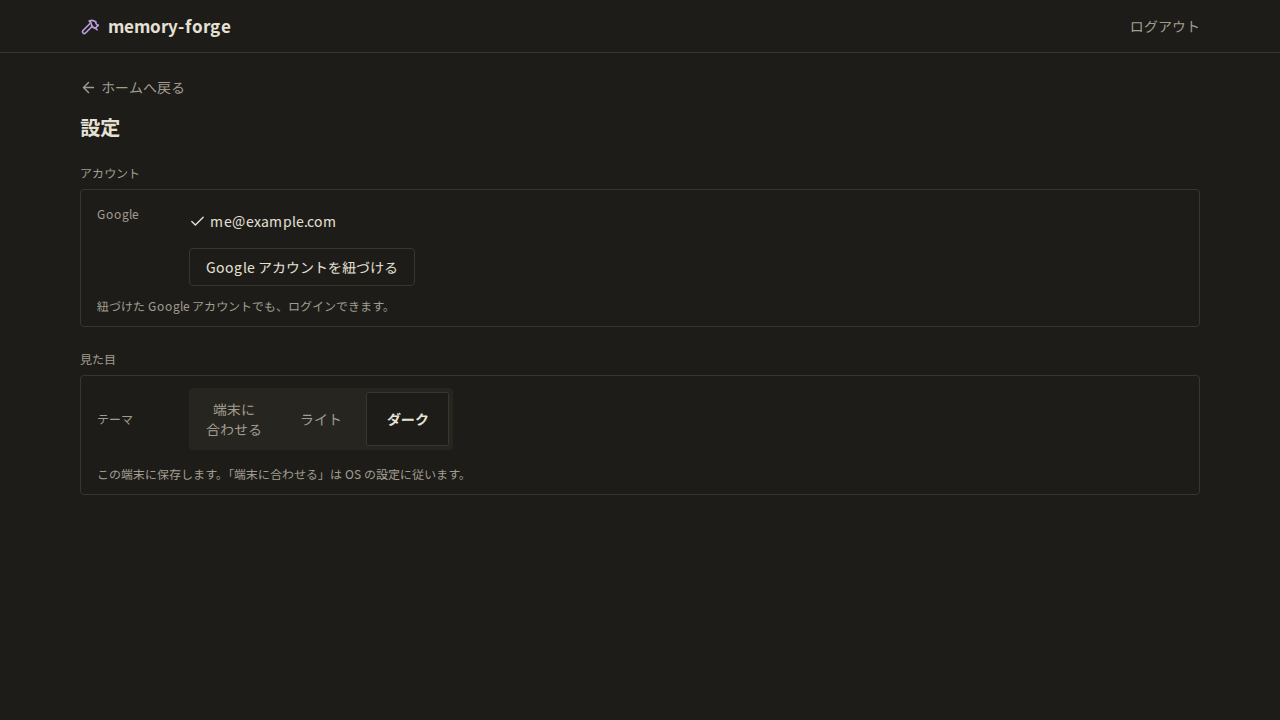 memory-forge
ログアウト
ホームへ戻る
設定
アカウント
Google
me@example.com
Google アカウントを紐づける
紐づけた Google アカウントでも、ログインできます。
見た目
テーマ
端末に
合わせる
ライト
ダーク
この端末に保存します。「端末に合わせる」は OS の設定に従います。